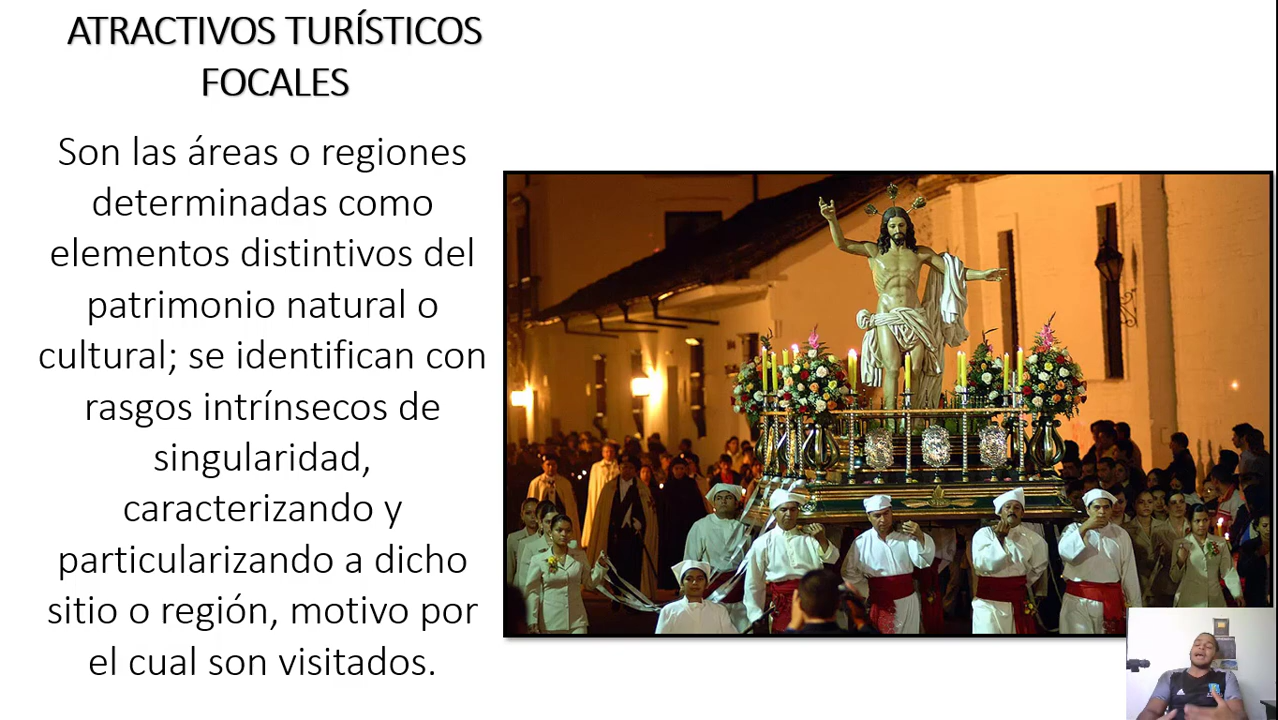 ATRACTIVOS TURÍSTICOS
FOCALES
Son las áreas o regiones
determinadas como
elementos distintivos del
patrimonio natural o
cultural; se identifican con
rasgos intrínsecos de
singularidad,
caracterizando y
particularizando a dicho
sitio o región, motivo por
el cual son visitados.